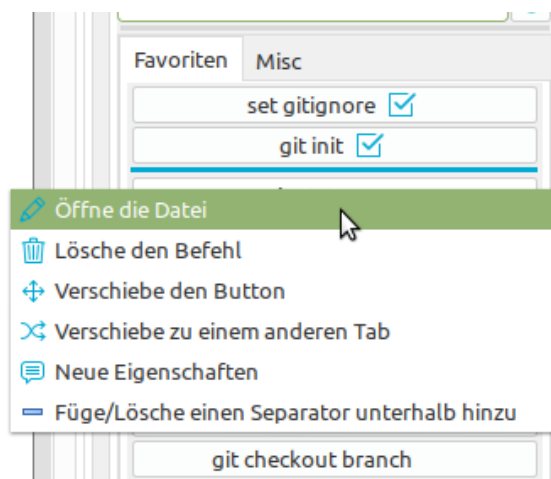 Favoriten Misc
set gitignore
git init
Öffne die Datei
Lösche den Befehl
Verschiebe den Button
Verschiebe zu einem anderen Tab
Neue Eigenschaften
Füge/Lösche einen Separator unterhalb hinzu
git checkout branch